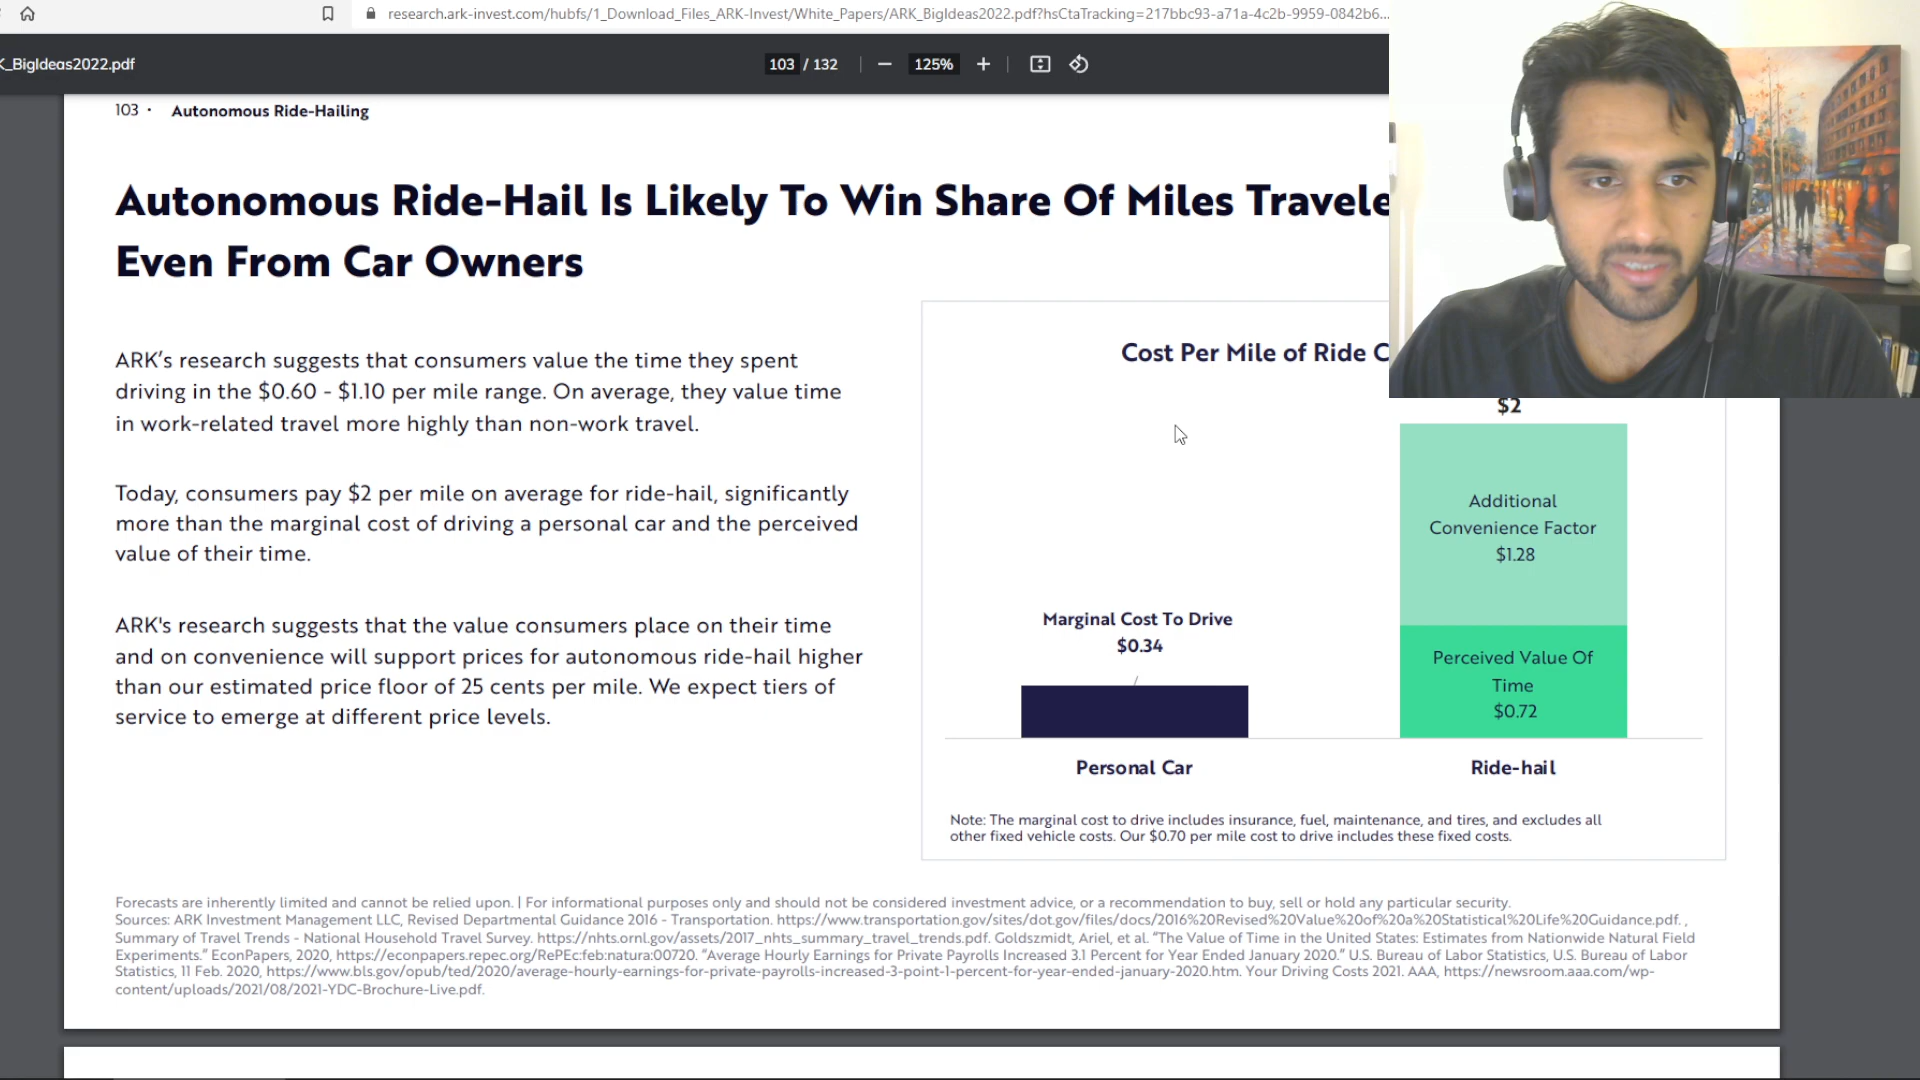 research.ark-invest.com/hubfs/1_Download_Files_ARK-Invest/White_Papers/ARK_BigIdeas2022.pdf?hsCtaTracking=217bbc93-a71a-4c2b-9959-0842b6...
K_BigIdeas2022.pdf
103 / 132
125%
103 · Autonomous Ride-Hailing
Autonomous Ride-Hail Is Likely To Win Share Of Miles Travele
Even From Car Owners
ARK’s research suggests that consumers value the time they spent
driving in the $0.60 - $1.10 per mile range. On average, they value time
in work-related travel more highly than non-work travel.
Today, consumers pay $2 per mile on average for ride-hail, significantly
more than the marginal cost of driving a personal car and the perceived
value of their time.
ARK's research suggests that the value consumers place on their time
and on convenience will support prices for autonomous ride-hail higher
than our estimated price floor of 25 cents per mile. We expect tiers of
service to emerge at different price levels.
Cost Per Mile of Ride C
$2
Additional
Convenience Factor
$1.28
Marginal Cost To Drive
$0.34
Perceived Value Of
Time
$0.72
Personal Car
Ride-hail
Note: The marginal cost to drive includes insurance, fuel, maintenance, and tires, and excludes all
other fixed vehicle costs. Our $0.70 per mile cost to drive includes these fixed costs.
Forecasts are inherently limited and cannot be relied upon. | For informational purposes only and should not be considered investment advice, or a recommendation to buy, sell or hold any particular security.
Sources: ARK Investment Management LLC, Revised Departmental Guidance 2016 - Transportation. https://www.transportation.gov/sites/dot.gov/files/docs/2016%20Revised%20Value%20of%20a%20Statistical%20Life%20Guidance.pdf. ,
Summary of Travel Trends - National Household Travel Survey. https://nhts.ornl.gov/assets/2017_nhts_summary_travel_trends.pdf. Goldszmidt, Ariel, et al. “The Value of Time in the United States: Estimates from Nationwide Natural Field
Experiments.” EconPapers, 2020, https://econpapers.repec.org/RePEc:feb:natura:00720. “Average Hourly Earnings for Private Payrolls Increased 3.1 Percent for Year Ended January 2020.” U.S. Bureau of Labor Statistics, U.S. Bureau of Labor
Statistics, 11 Feb. 2020, https://www.bls.gov/opub/ted/2020/average-hourly-earnings-for-private-payrolls-increased-3-point-1-percent-for-year-ended-january-2020.htm. Your Driving Costs 2021. AAA, https://newsroom.aaa.com/wp-
content/uploads/2021/08/2021-YDC-Brochure-Live.pdf.